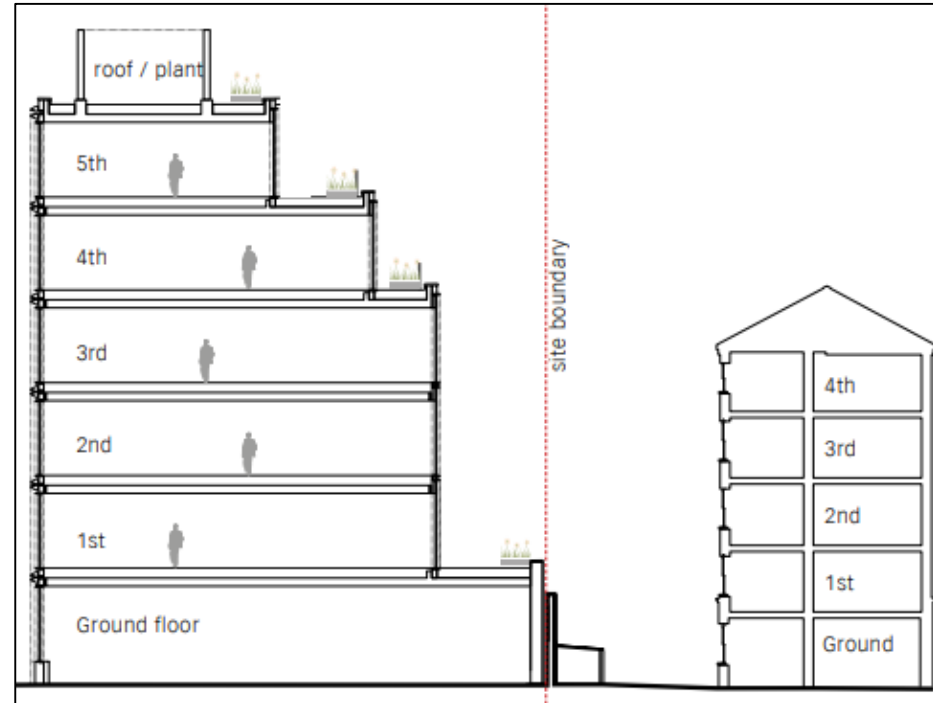 roof / plant
5th
4th
3rd
2nd
1st
Ground floor
site boundary
4th
3rd
2nd
1st
Ground